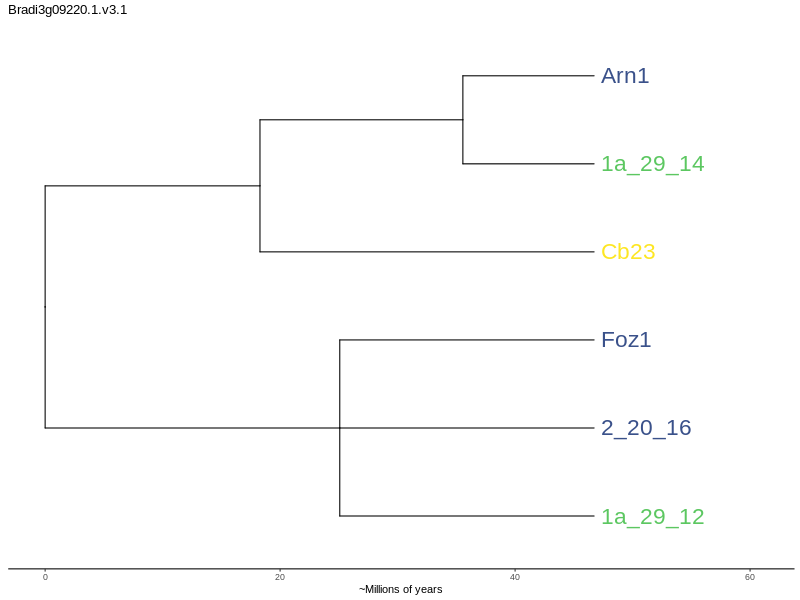 Bradi3g09220.1.v3.1
Arn1
1a_29_14
Cb23
Foz1
2_20_16
1a_29_12
0 20 40 60
~Millions of years